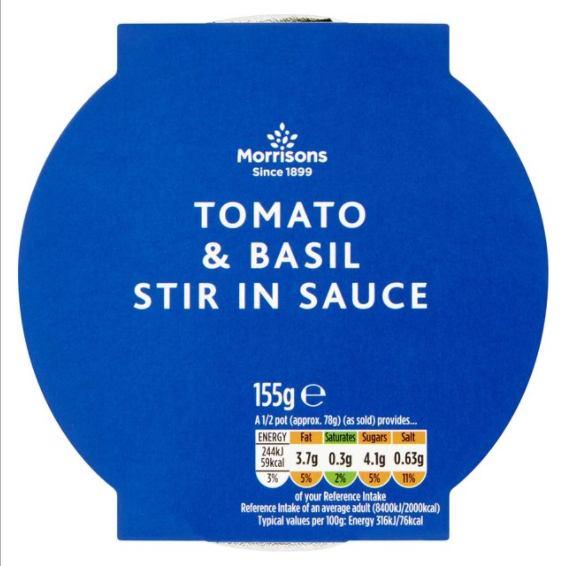 Morrisons
Since 1899
TOMATO
& BASIL
STIR IN SAUCE
155g ℮
A 1/2 pot (approx. 78g) (as sold) provides...
ENERGY Fat Saturates Sugars Salt
244kJ
59kcal 3.7g 0.3g 4.1g 0.63g
3% 5% 2% 5% 11%
of your Reference Intake
Reference Intake of an average adult (8400kJ/2000kcal)
Typical values per 100g: Energy 316kJ/76kcal